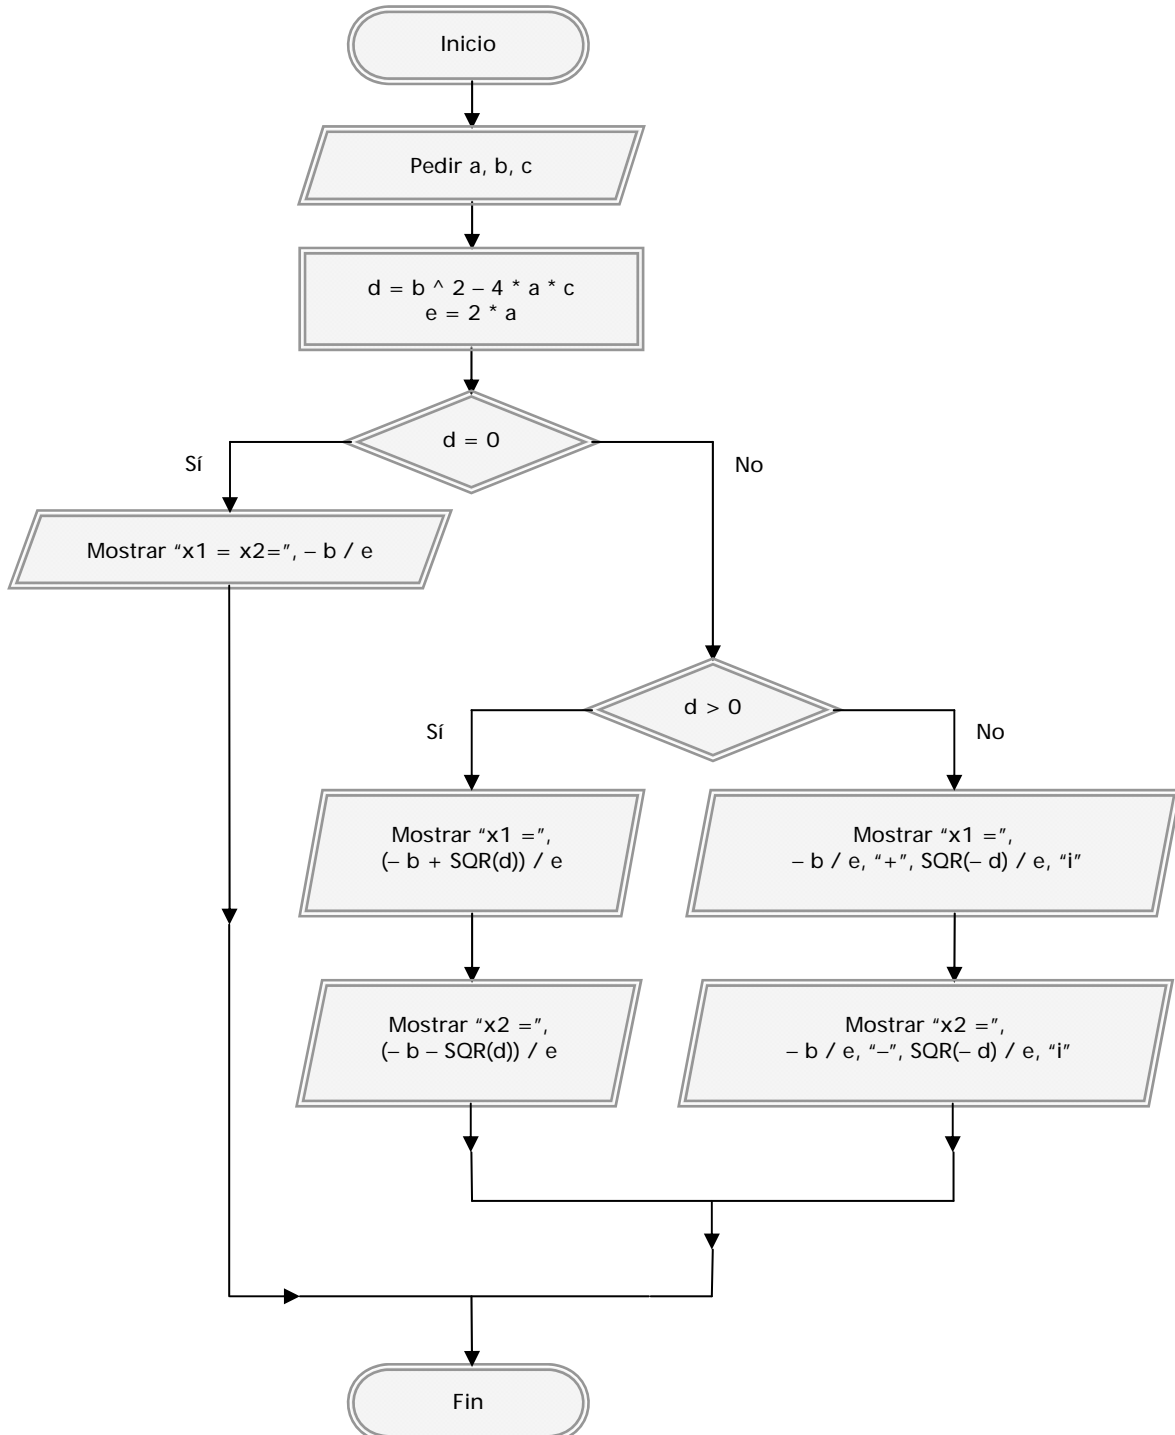 Inicio
Pedir a, b, c
d = b ^ 2 – 4 * a * c
e = 2 * a
d = 0
Sí
No
Mostrar “x1 = x2=”, – b / e
d > 0
Sí
No
Mostrar “x1 =”,
(– b + SQR(d)) / e
Mostrar “x1 =”,
– b / e, “+”, SQR(– d) / e, “i”
Mostrar “x2 =”,
(– b – SQR(d)) / e
Mostrar “x2 =”,
– b / e, “–”, SQR(– d) / e, “i”
Fin